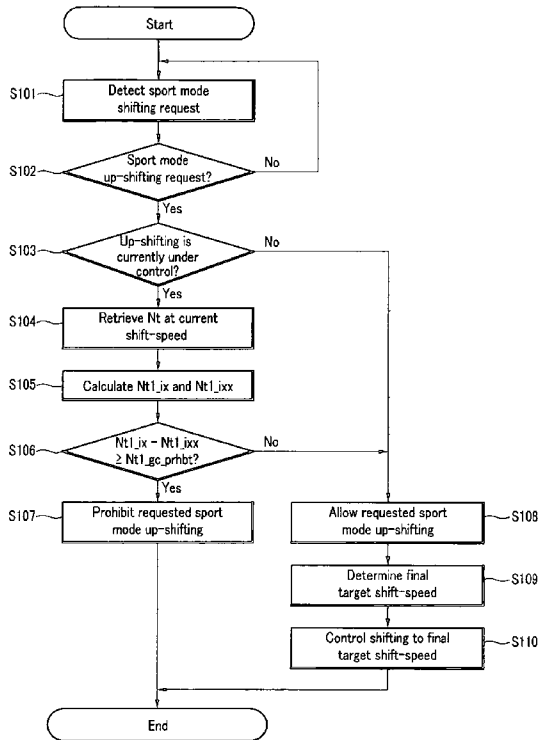 Start
S101
Detect sport mode
shifting request
S102
Sport mode
up-shifting request?
No
Yes
S103
Up-shifting is
currently under
control?
No
Yes
S104
Retrieve Nt at current
shift-speed
S105
Calculate Nt1_ix and Nt1_ixx
S106
Nt1_ix - Nt1_ixx
≥ Nt1_gc_prhbt?
No
Yes
S107
Prohibit requested sport
mode up-shifting
Allow requested sport
mode up-shifting
S108
Determine final
target shift-speed
S109
Control shifting to final
target shift-speed
S110
End